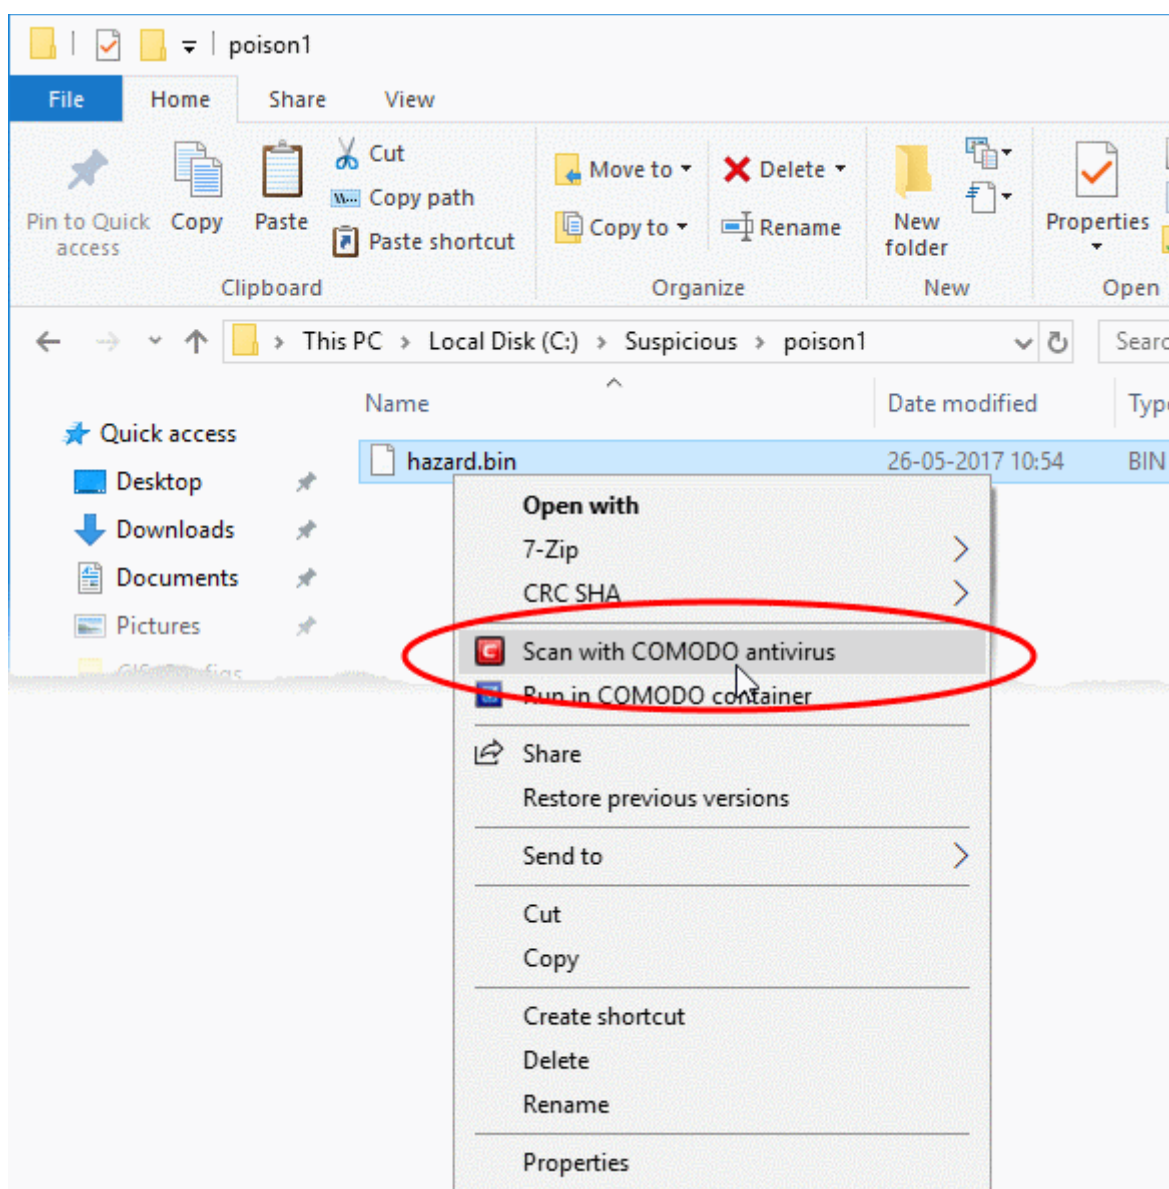 poison1
File Home Share View
Pin to Quick access
Copy
Paste
Cut
Copy path
Paste shortcut
Clipboard
Move to
Copy to
Delete
Rename
Organize
New folder
New
Properties
Open
This PC > Local Disk (C:) > Suspicious > poison1
Name Date modified
Quick access
Desktop
Downloads
Documents
Pictures
hazard.bin 26-05-2017 10:54 BIN
Open with
7-Zip
CRC SHA
Scan with COMODO antivirus
Run in COMODO container
Share
Restore previous versions
Send to
Cut
Copy
Create shortcut
Delete
Rename
Properties